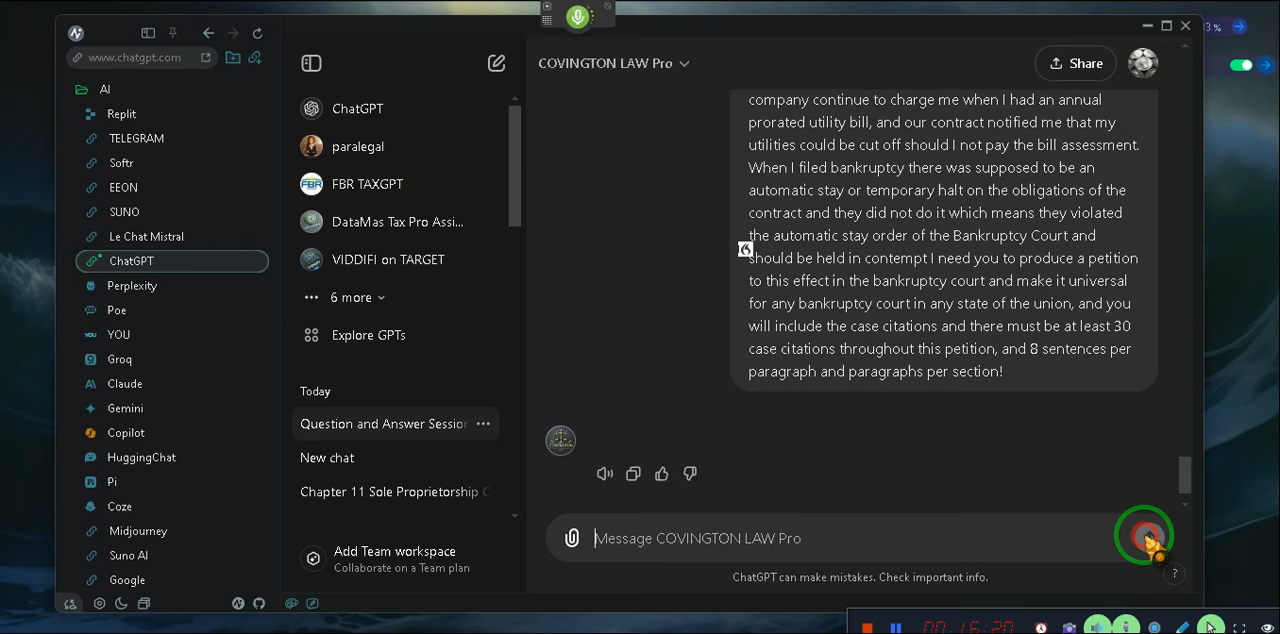 www.chatgpt.com
AI
Replit
TELEGRAM
Softr
EEON
SUNO
Le Chat Mistral
ChatGPT
Perplexity
Poe
YOU
Groq
Claude
Gemini
Copilot
HuggingChat
Pi
Coze
Midjourney
Suno AI
Google
ChatGPT
paralegal
FBR TAXGPT
DataMas Tax Pro Assi...
VIDDIFI on TARGET
6 more
Explore GPTs
Today
Question and Answer Session
New chat
Chapter 11 Sole Proprietorship C
Add Team workspace
Collaborate on a Team plan
COVINGTON LAW Pro
Share
3 %
company continue to charge me when I had an annual
prorated utility bill, and our contract notified me that my
utilities could be cut off should I not pay the bill assessment.
When I filed bankruptcy there was supposed to be an
automatic stay or temporary halt on the obligations of the
contract and they did not do it which means they violated
the automatic stay order of the Bankruptcy Court and
should be held in contempt I need you to produce a petition
to this effect in the bankruptcy court and make it universal
for any bankruptcy court in any state of the union, and you
will include the case citations and there must be at least 30
case citations throughout this petition, and 8 sentences per
paragraph and paragraphs per section!
Message COVINGTON LAW Pro
ChatGPT can make mistakes. Check important info.
?
00:16:20